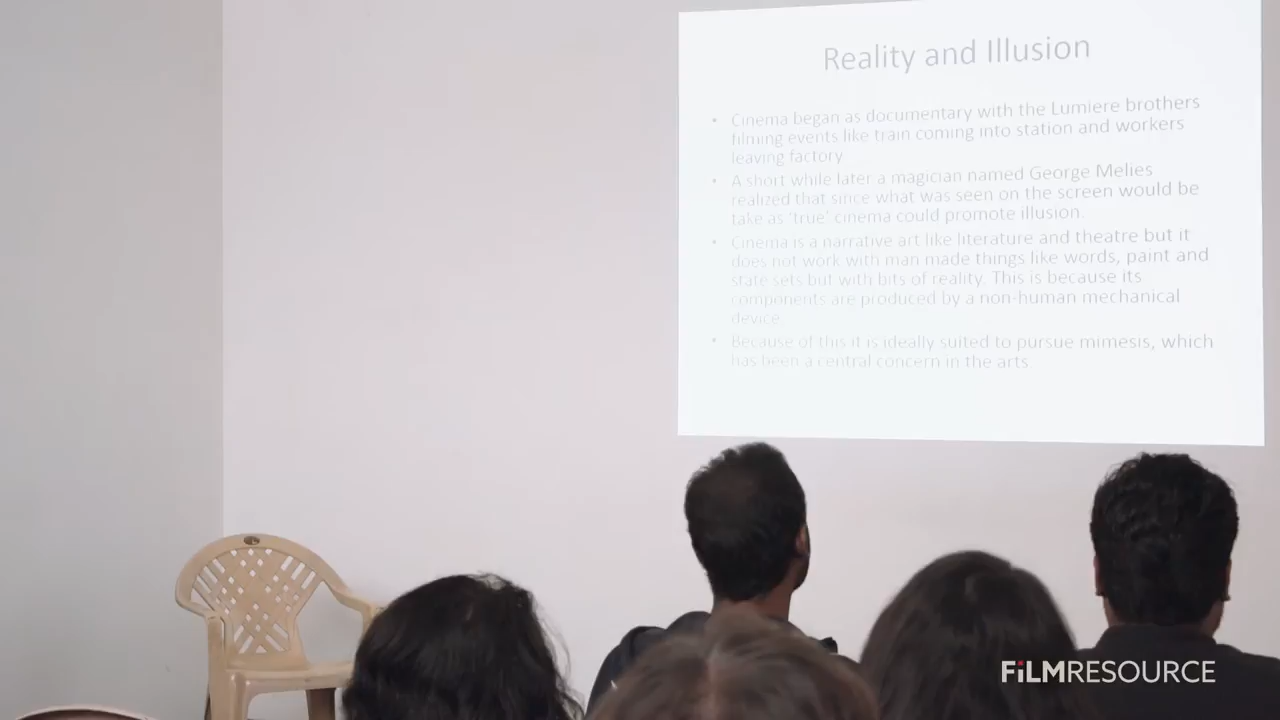 Reality and Illusion
• Cinema began as documentary with the Lumiere brothers
filming events like train coming into station and workers
leaving factory
• A short while later a magician named George Melies
realized that since what was seen on the screen would be
take as 'true' cinema could promote illusion.
• Cinema is a narrative art like literature and theatre but it
does not work with man made things like words, paint and
state sets but with bits of reality. This is because its
components are produced by a non-human mechanical
device.
• Because of this it is ideally suited to pursue mimesis, which
has been a central concern in the arts
FiLMRESOURCE